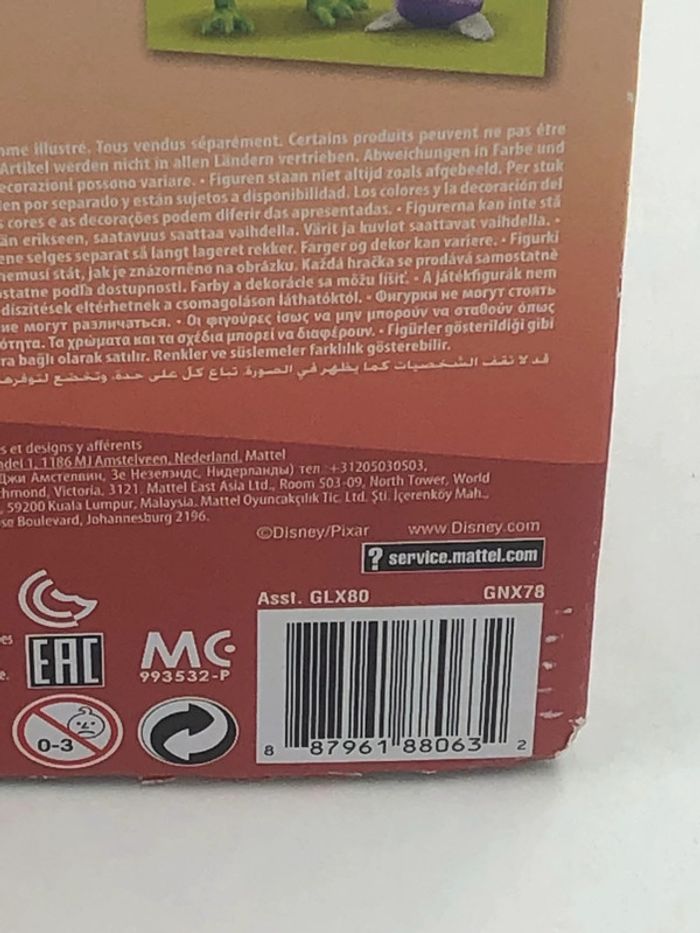 me illustré. Tous vendus séparément. Certains produits peuvent ne pas être
Artikel werden nicht in allen Ländern vertrieben. Abweichungen in Farbe und
ecorazioni possono variare. • Figuren staan niet altijd zoals afgebeeld. Per stuk
en por separado y están sujetos a disponibilidad. Los colores y la decoración del
s cores e as decorações podem diferir das apresentadas. • Figurerna kan inte stå
än erikseen, saatavuus saattaa vaihdella. Värit ja kuviot saattavat vaihdella. •
ene selges separat så langt lageret rekker. Farger og dekor kan variere. • Figurki
nemusí stát, jak je znázorněno na obrázku. Každá hračka se prodává samostatně
statne podľa dostupnosti. Farby a dekorácie sa môžu líšiť. • A játékfigurák nem
díszítések eltérhetnek a csomagoláson láthatóktól. • Фигурки не могут стоять
ие могут различаться. • Οι φιγούρες ίσως να μην μπορούν να σταθούν όπως
ότητα. Τα χρώματα και τα σχέδια μπορεί να διαφέρουν. • Figürler gösterildiği gibi
ra bağlı olarak satılır. Renkler ve süslemeler farklılık gösterebilir.
قد لا تقف الشخصيات كما يظهر في الصورة. تباع كل على حدة، وتخضع لتوفرها
s et designs y afférents
ndel 1, 1186 MJ Amstelveen, Nederland. Mattel
Джи Амстелвин, Зе Незелэндс, Нидерланды) тел. +31205030503,
chmond, Victoria, 3121. Mattel East Asia Ltd., Room 503-09, North Tower, World
, 59200 Kuala Lumpur, Malaysia. Mattel Oyuncakçılık Tic. Ltd. Şti. İçerenköy Mah.,
se Boulevard, Johannesburg 2196.
©Disney/Pixar www.Disney.com
? service.mattel.com
Asst. GLX80 GNX78
es
EAC
e.
MC
993532-P
0-3
8 87961 88063 2